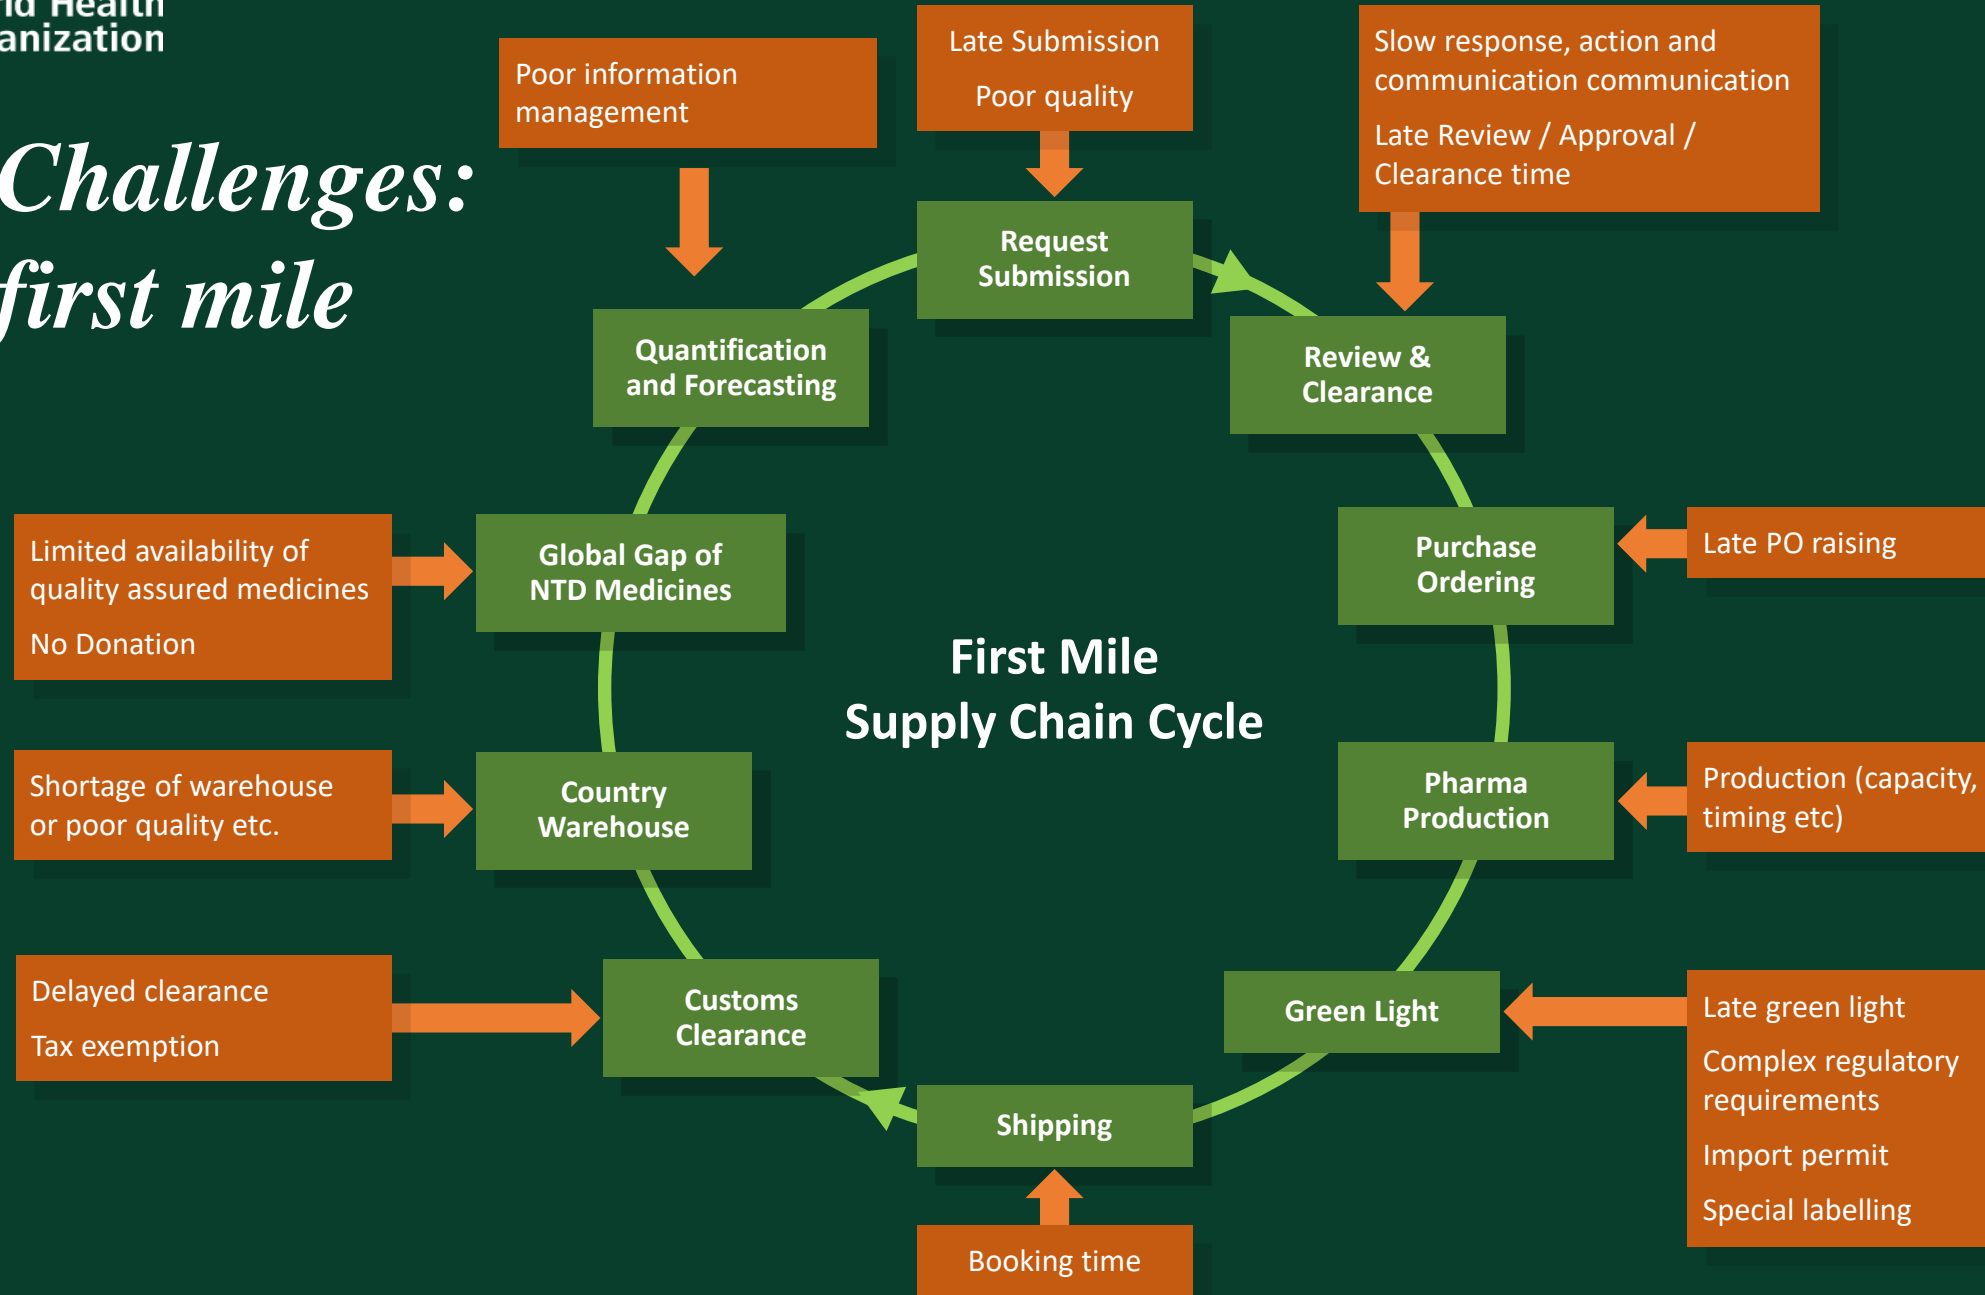 anization
Challenges:
first mile
Poor information
management
Late Submission
Poor quality
Slow response, action and
communication communication
Late Review / Approval /
Clearance time
Request
Submission
Quantification
and Forecasting
Review &
Clearance
Limited availability of
quality assured medicines
No Donation
Global Gap of
NTD Medicines
Purchase
Ordering
Late PO raising
First Mile
Supply Chain Cycle
Shortage of warehouse
or poor quality etc.
Country
Warehouse
Pharma
Production
Production (capacity,
timing etc)
Delayed clearance
Tax exemption
Customs
Clearance
Green Light
Late green light
Complex regulatory
requirements
Import permit
Special labelling
Shipping
Booking time